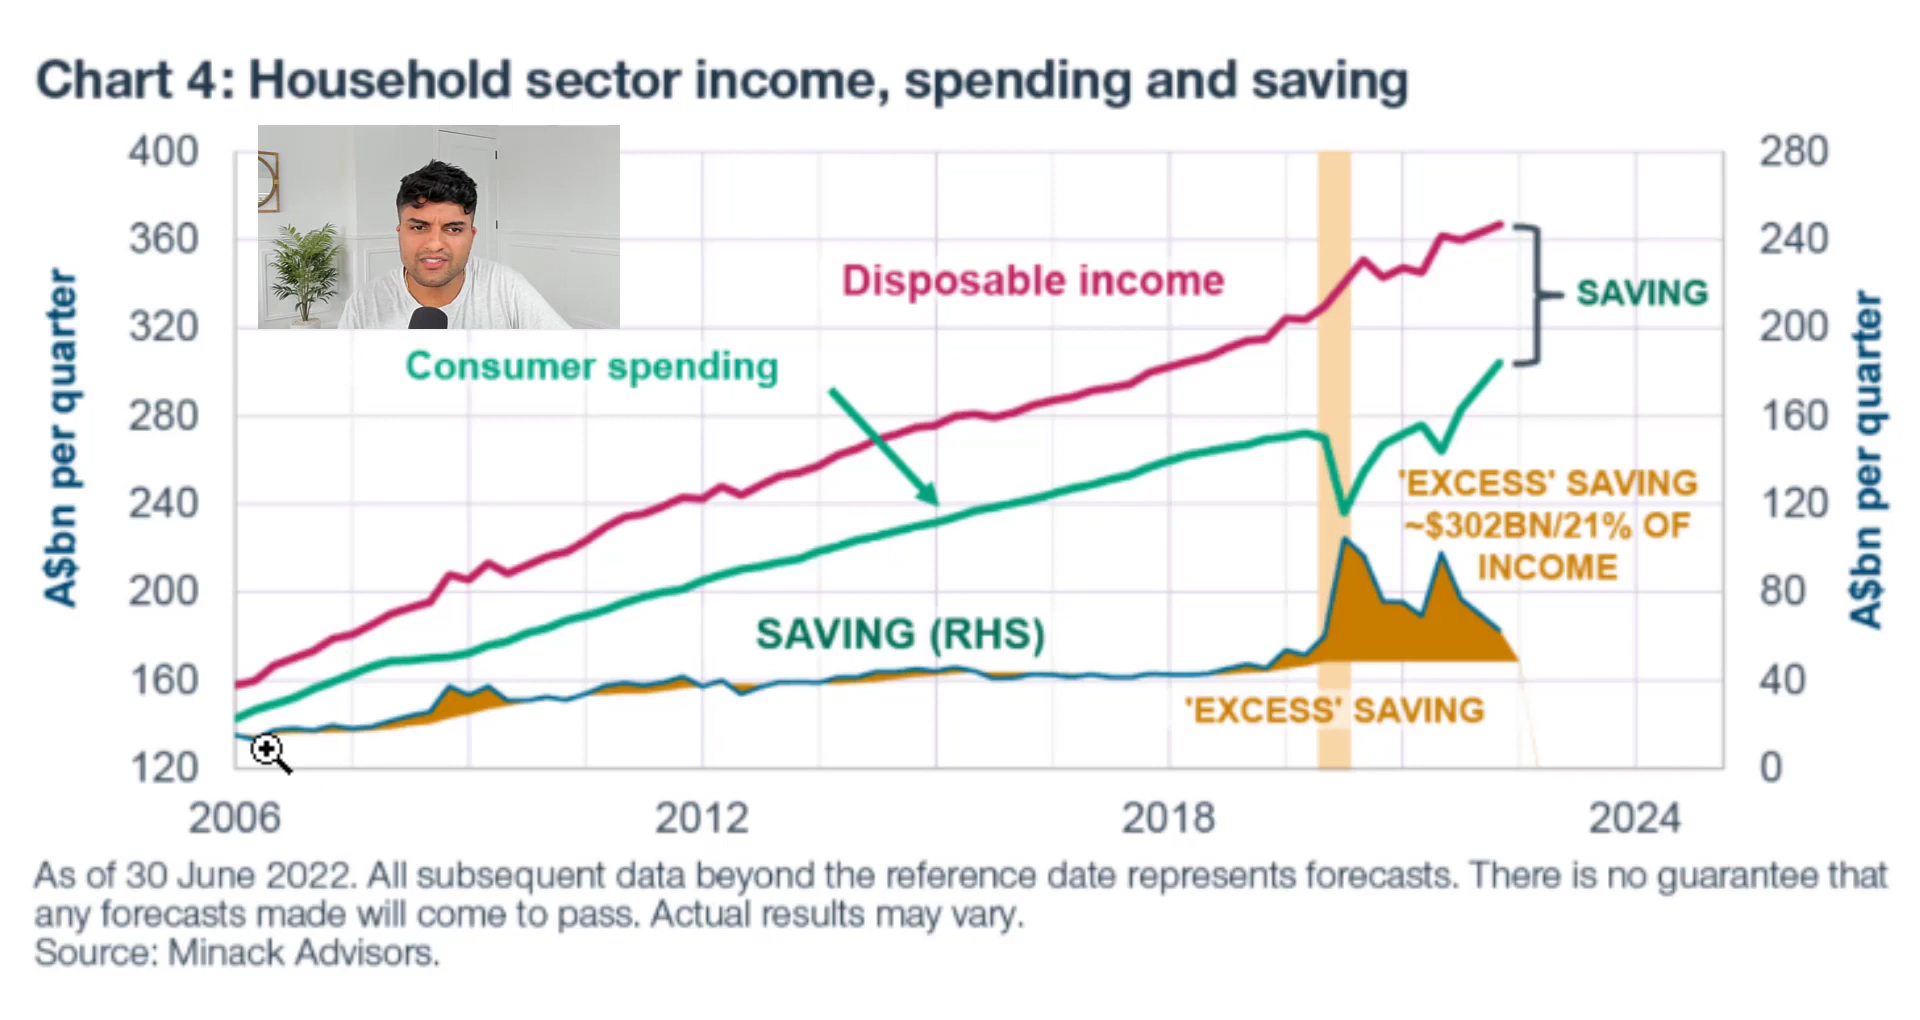 Chart 4: Household sector income, spending and saving
400
360
320
280
240
200
160
120
A$bn per quarter
280
240
200
160
120
80
40
0
A$bn per quarter
Disposable income
SAVING
Consumer spending
'EXCESS' SAVING
~$302BN/21% OF
INCOME
SAVING (RHS)
'EXCESS' SAVING
2006
2012
2018
2024
As of 30 June 2022. All subsequent data beyond the reference date represents forecasts. There is no guarantee that
any forecasts made will come to pass. Actual results may vary.
Source: Minack Advisors.